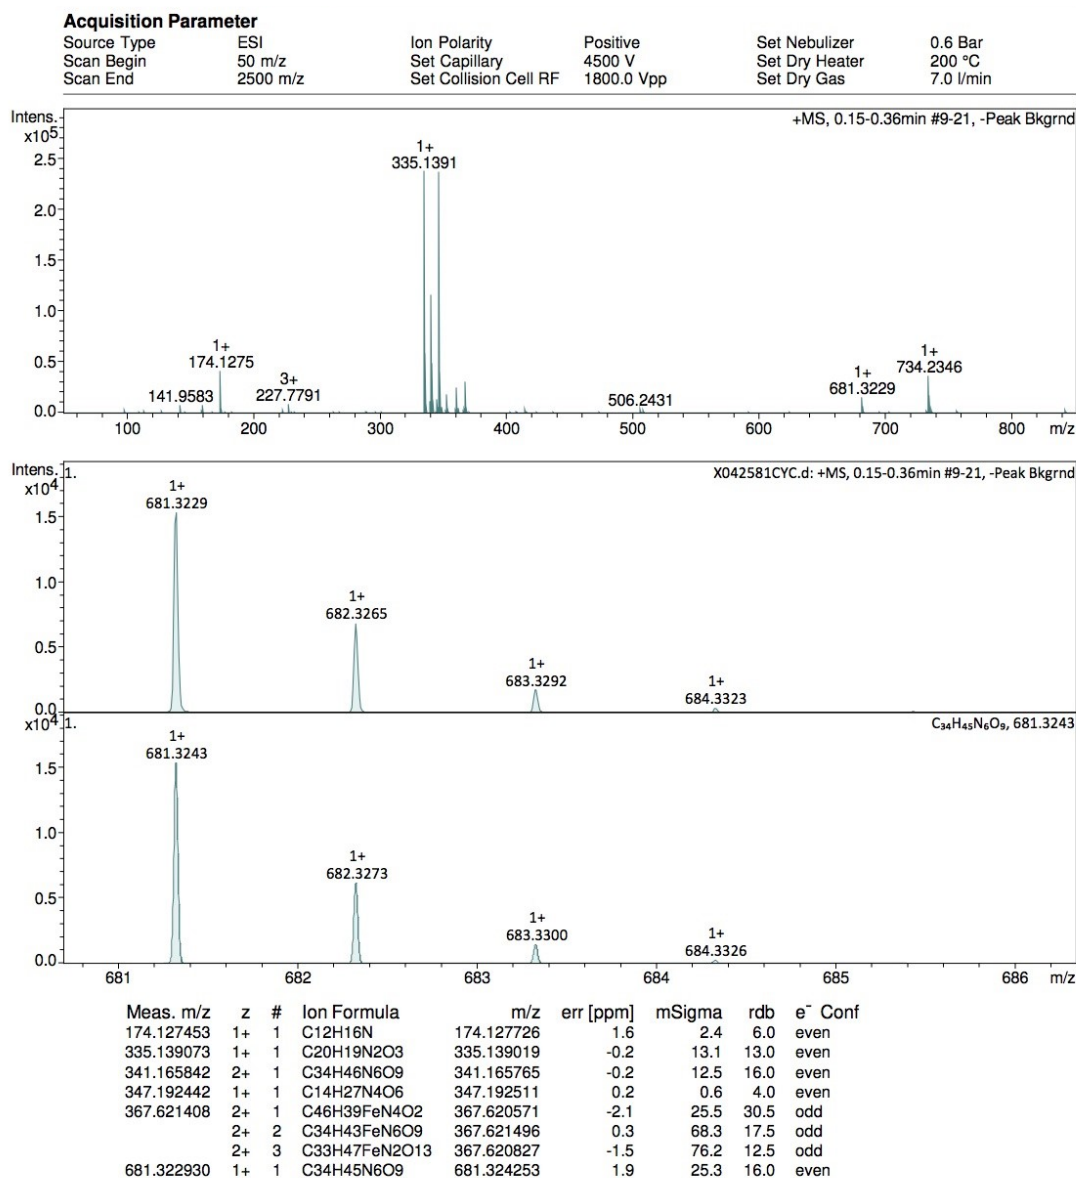 Acquisition Parameter
Source Type ESI Ion Polarity Positive Set Nebulizer 0.6 Bar
Scan Begin 50 m/z Set Capillary 4500 V Set Dry Heater 200 °C
Scan End 2500 m/z Set Collision Cell RF 1800.0 Vpp Set Dry Gas 7.0 l/min
Intens.
x10⁵
+MS, 0.15-0.36min #9-21, -Peak Bkgrnd
1+
335.1391
2.5
2.0
1.5
1.0
0.5
0.0
1+
174.1275
141.9583
3+
227.7791
506.2431
1+
681.3229
1+
734.2346
100 200 300 400 500 600 700 800 m/z
Intens.
x10⁴
1.
X042581CYC.d: +MS, 0.15-0.36min #9-21, -Peak Bkgrnd
1+
681.3229
1.5
1.0
0.5
0.0
1+
682.3265
1+
683.3292
1+
684.3323
x10⁴
1.
C₃₄H₄₅N₆O₉, 681.3243
1+
681.3243
1.5
1.0
0.5
0.0
1+
682.3273
1+
683.3300
1+
684.3326
681 682 683 684 685 686 m/z
Meas. m/z z # Ion Formula m/z err [ppm] mSigma rdb e⁻ Conf
174.127453 1+ 1 C12H16N 174.127726 1.6 2.4 6.0 even
335.139073 1+ 1 C20H19N2O3 335.139019 -0.2 13.1 13.0 even
341.165842 2+ 1 C34H46N6O9 341.165765 -0.2 12.5 16.0 even
347.192442 1+ 1 C14H27N4O6 347.192511 0.2 0.6 4.0 even
367.621408 2+ 1 C46H39FeN4O2 367.620571 -2.1 25.5 30.5 odd
2+ 2 C34H43FeN6O9 367.621496 0.3 68.3 17.5 odd
2+ 3 C33H47FeN2O13 367.620827 -1.5 76.2 12.5 odd
681.322930 1+ 1 C34H45N6O9 681.324253 1.9 25.3 16.0 even